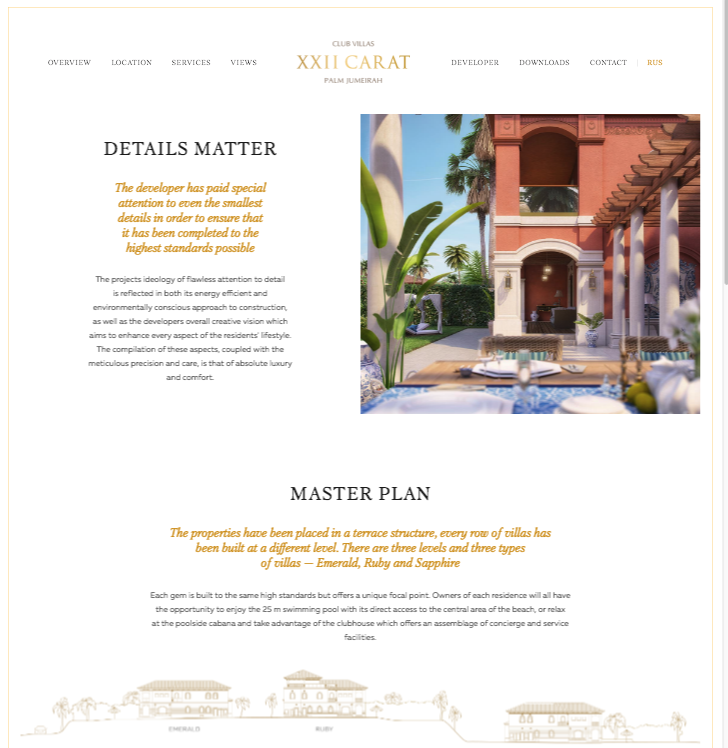 CLUB VILLAS
OVERVIEW LOCATION SERVICES VIEWS XXII CARAT DEVELOPER DOWNLOADS CONTACT RUS
PALM JUMEIRAH
DETAILS MATTER
The developer has paid special
attention to even the smallest
details in order to ensure that
it has been completed to the
highest standards possible
The projects ideology of flawless attention to detail
is reflected in both its energy efficient and
environmentally conscious approach to construction,
as well as the developers overall creative vision which
aims to enhance every aspect of the residents' lifestyle.
The compilation of these aspects, coupled with the
meticulous precision and care, is that of absolute luxury
and comfort.
MASTER PLAN
The properties have been placed in a terrace structure, every row of villas has
been built at a different level. There are three levels and three types
of villas — Emerald, Ruby and Sapphire
Each gem is built to the same high standards but offers a unique focal point. Owners of each residence will all have
the opportunity to enjoy the 25 m swimming pool with its direct access to the central area of the beach, or relax
at the poolside cabana and take advantage of the clubhouse which offers an assemblage of concierge and service
facilities.
EMERALD RUBY